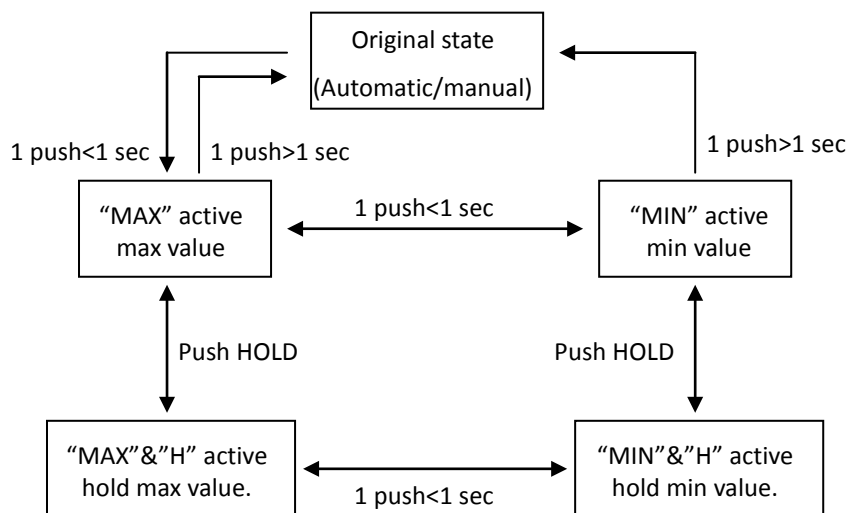 Original state
(Automatic/manual)
1 push<1 sec
1 push>1 sec
1 push>1 sec
“MAX” active
max value
1 push<1 sec
“MIN” active
min value
Push HOLD
Push HOLD
“MAX”&”H” active
hold max value.
1 push<1 sec
“MIN”&”H” active
hold min value.